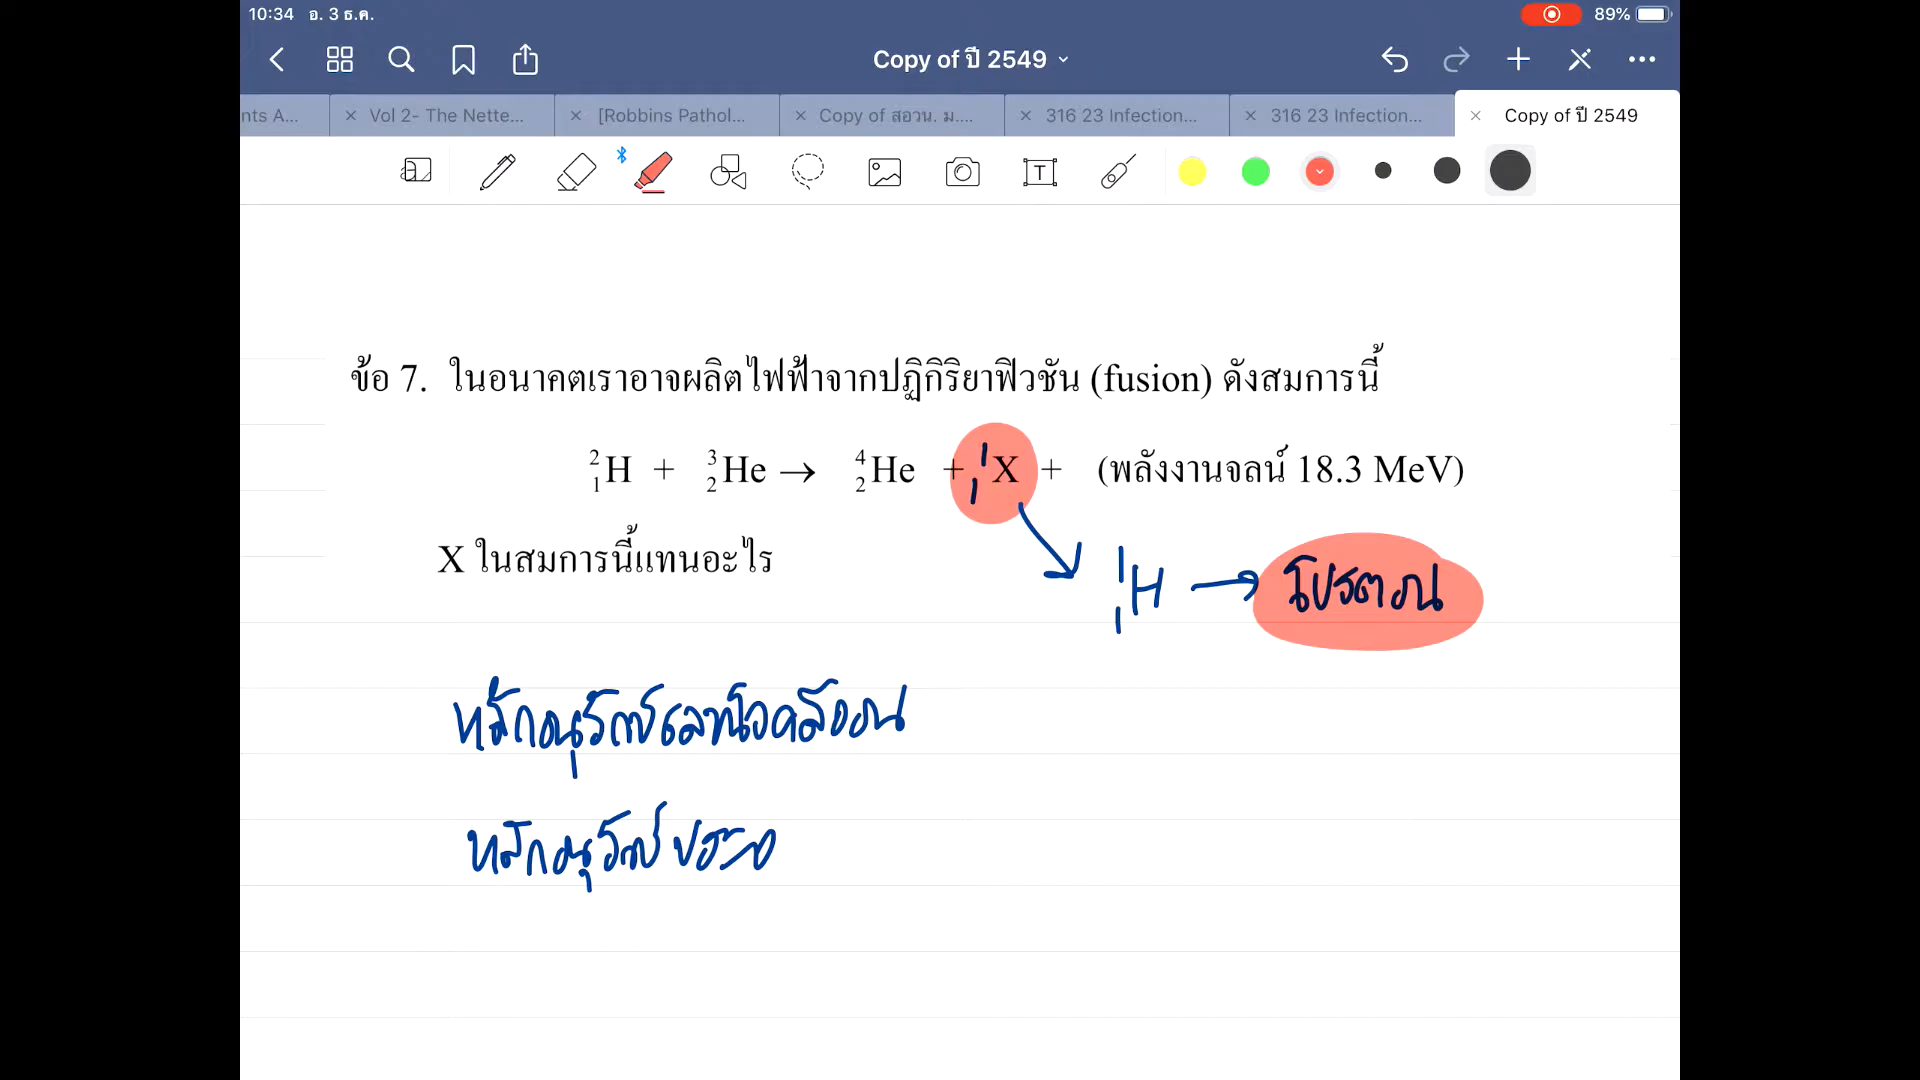 10:34 อ. 3 ธ.ค.
89%
Copy of ปี 2549
nts A...
Vol 2- The Nette...
[Robbins Pathol...
Copy of สอวน. ม....
316 23 Infection...
316 23 Infection...
Copy of ปี 2549
ข้อ 7. ในอนาคตเราอาจผลิตไฟฟ้าจากปฏิกิริยาฟิวชัน (fusion) ดังสมการนี้
²₁H + ³₂He → ⁴₂He + ¹₁X + (พลังงานจลน์ 18.3 MeV)
X ในสมการนี้แทนอะไร
¹₁H → โปรตอน
หลักอนุรักษ์เลขนิวคลีออน
หลักอนุรักษ์ประจุ